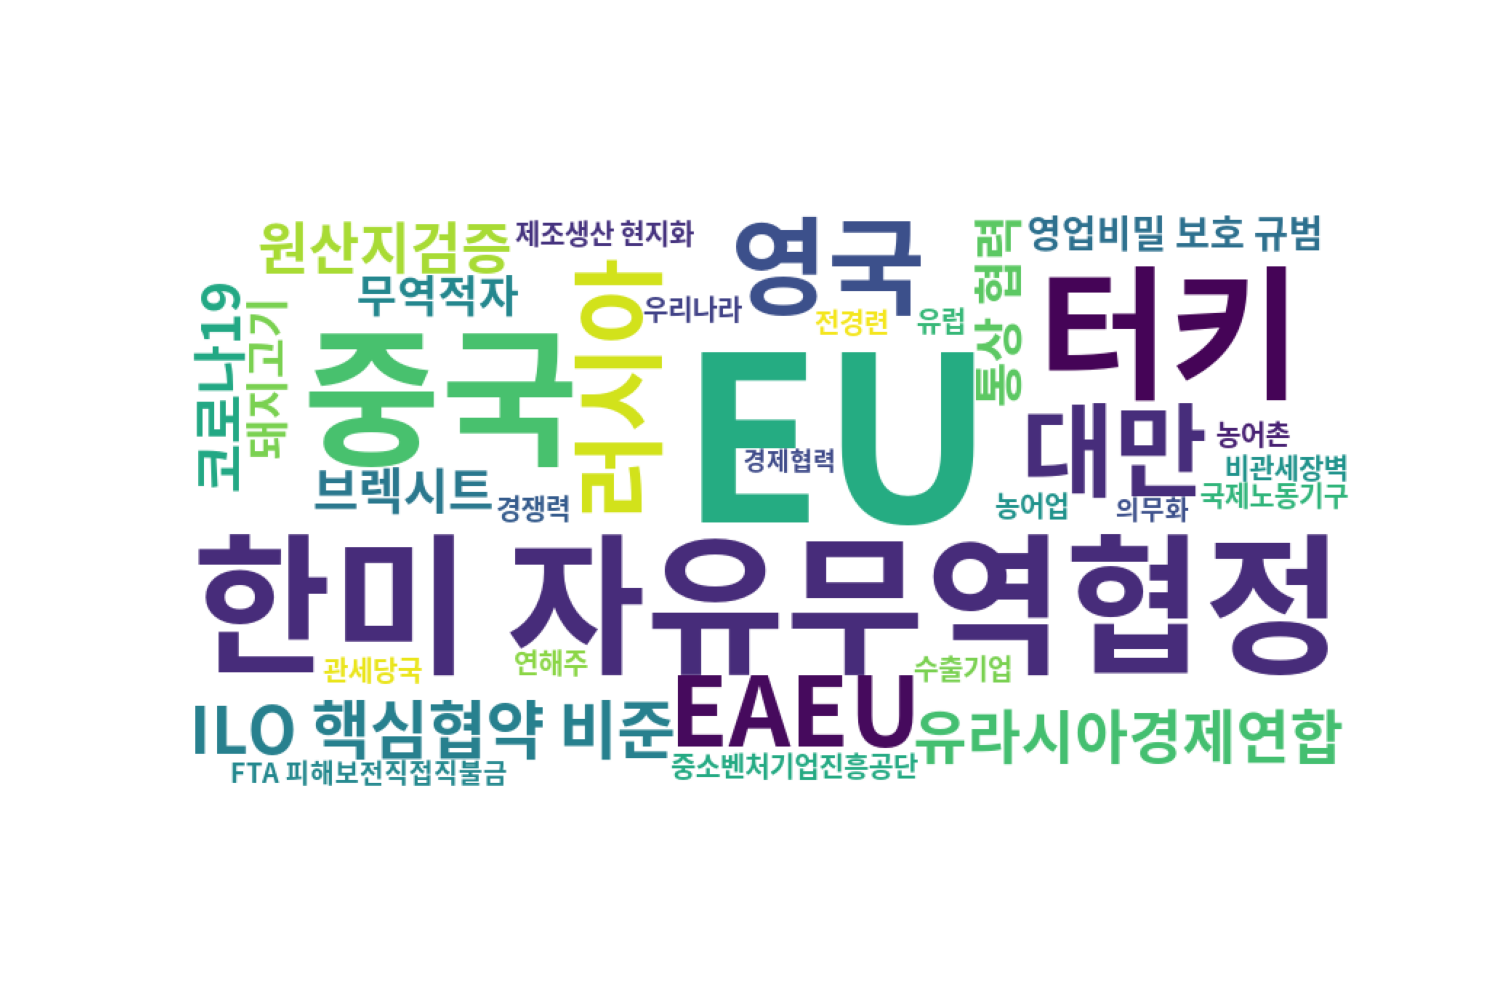 원산지검증
제조생산 현지화
영국
통상 협력
영업비밀 보호 규범
코로나19
돼지고기
무역적자
러시아
우리나라
전경련
유럽
터키
중국
EU
대만
농어촌
경제협력
비관세장벽
브렉시트
경쟁력
농어업
의무화
국제노동기구
한미 자유무역협정
관세당국
연해주
수출기업
ILO 핵심협약 비준
EAEU
유라시아경제연합
FTA 피해보전직접직불금
중소벤처기업진흥공단